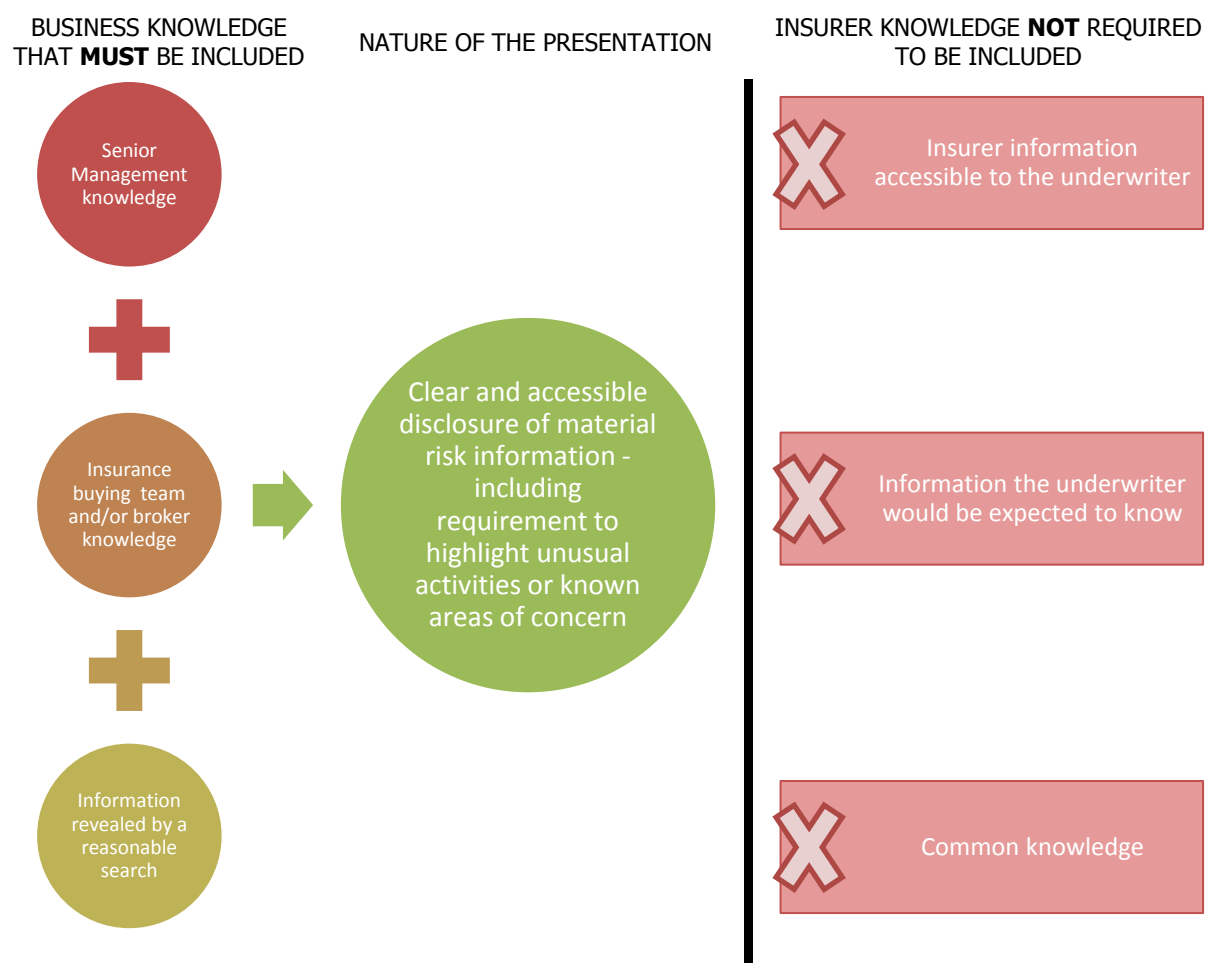 BUSINESS KNOWLEDGE
THAT MUST BE INCLUDED
NATURE OF THE PRESENTATION
INSURER KNOWLEDGE NOT REQUIRED
TO BE INCLUDED
Senior
Management
knowledge
Insurance
buying team
and/or broker
knowledge
Information
revealed by a
reasonable
search
Clear and accessible
disclosure of material
risk information -
including
requirement to
highlight unusual
activities or known
areas of concern
Insurer information
accessible to the underwriter
Information the underwriter
would be expected to know
Common knowledge